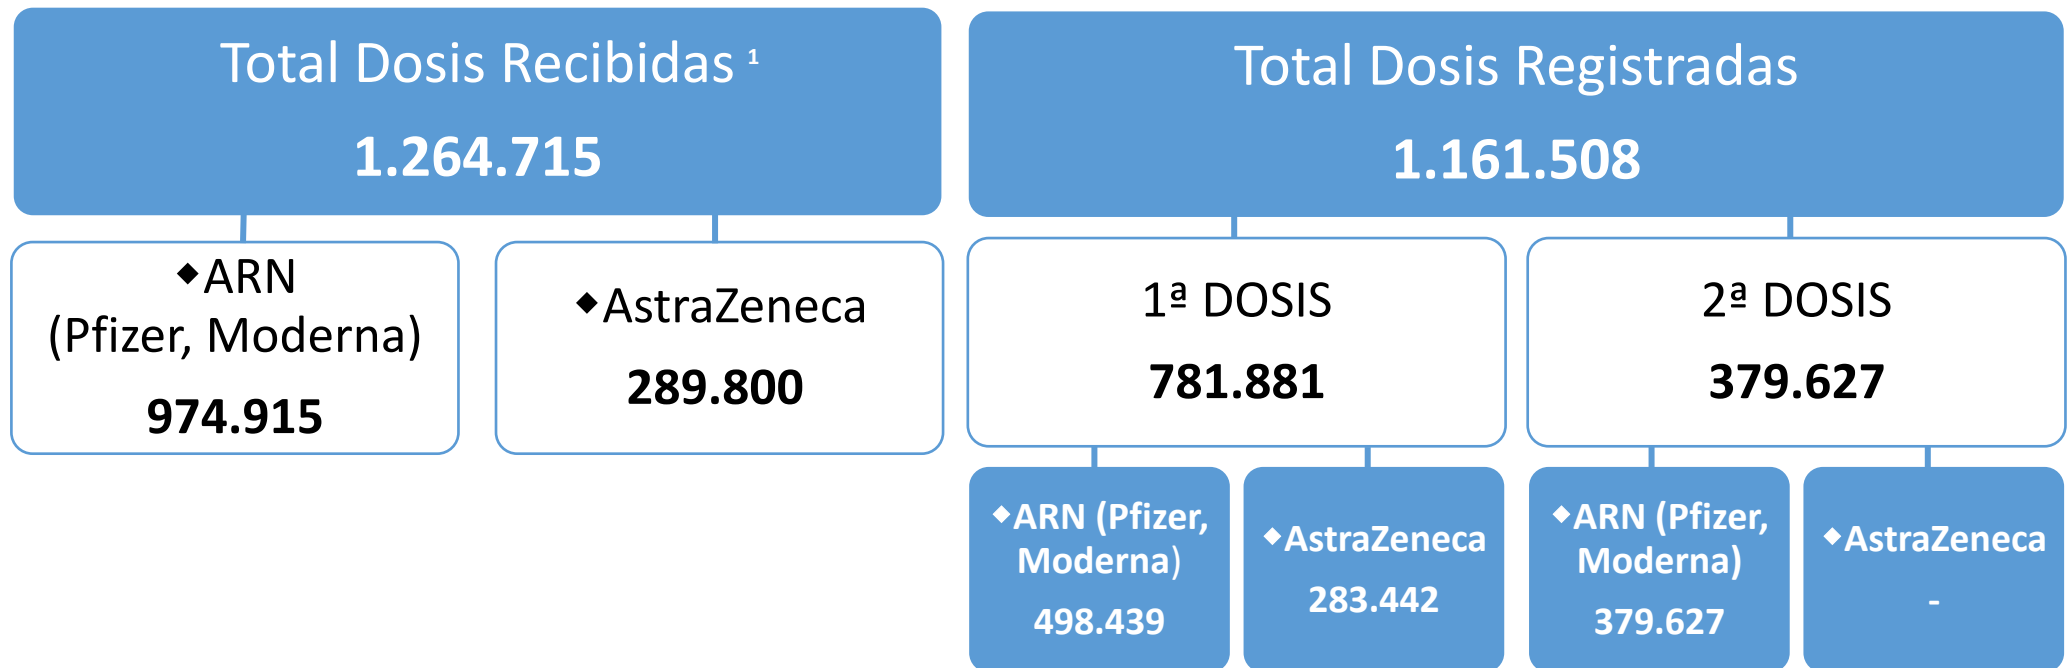 Total Dosis Recibidas ¹
1.264.715
◆ARN
(Pfizer, Moderna)
974.915
◆AstraZeneca
289.800
Total Dosis Registradas
1.161.508
1ª DOSIS
781.881
◆ARN (Pfizer,
Moderna)
498.439
◆AstraZeneca
283.442
2ª DOSIS
379.627
◆ARN (Pfizer,
Moderna)
379.627
◆AstraZeneca
-